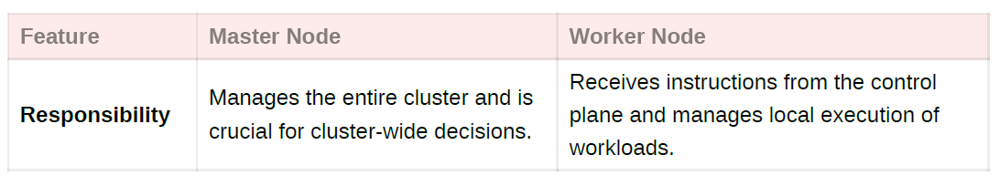 Feature Master Node Worker Node
Responsibility
Manages the entire cluster and is
crucial for cluster-wide decisions.
Receives instructions from the control
plane and manages local execution of
workloads.